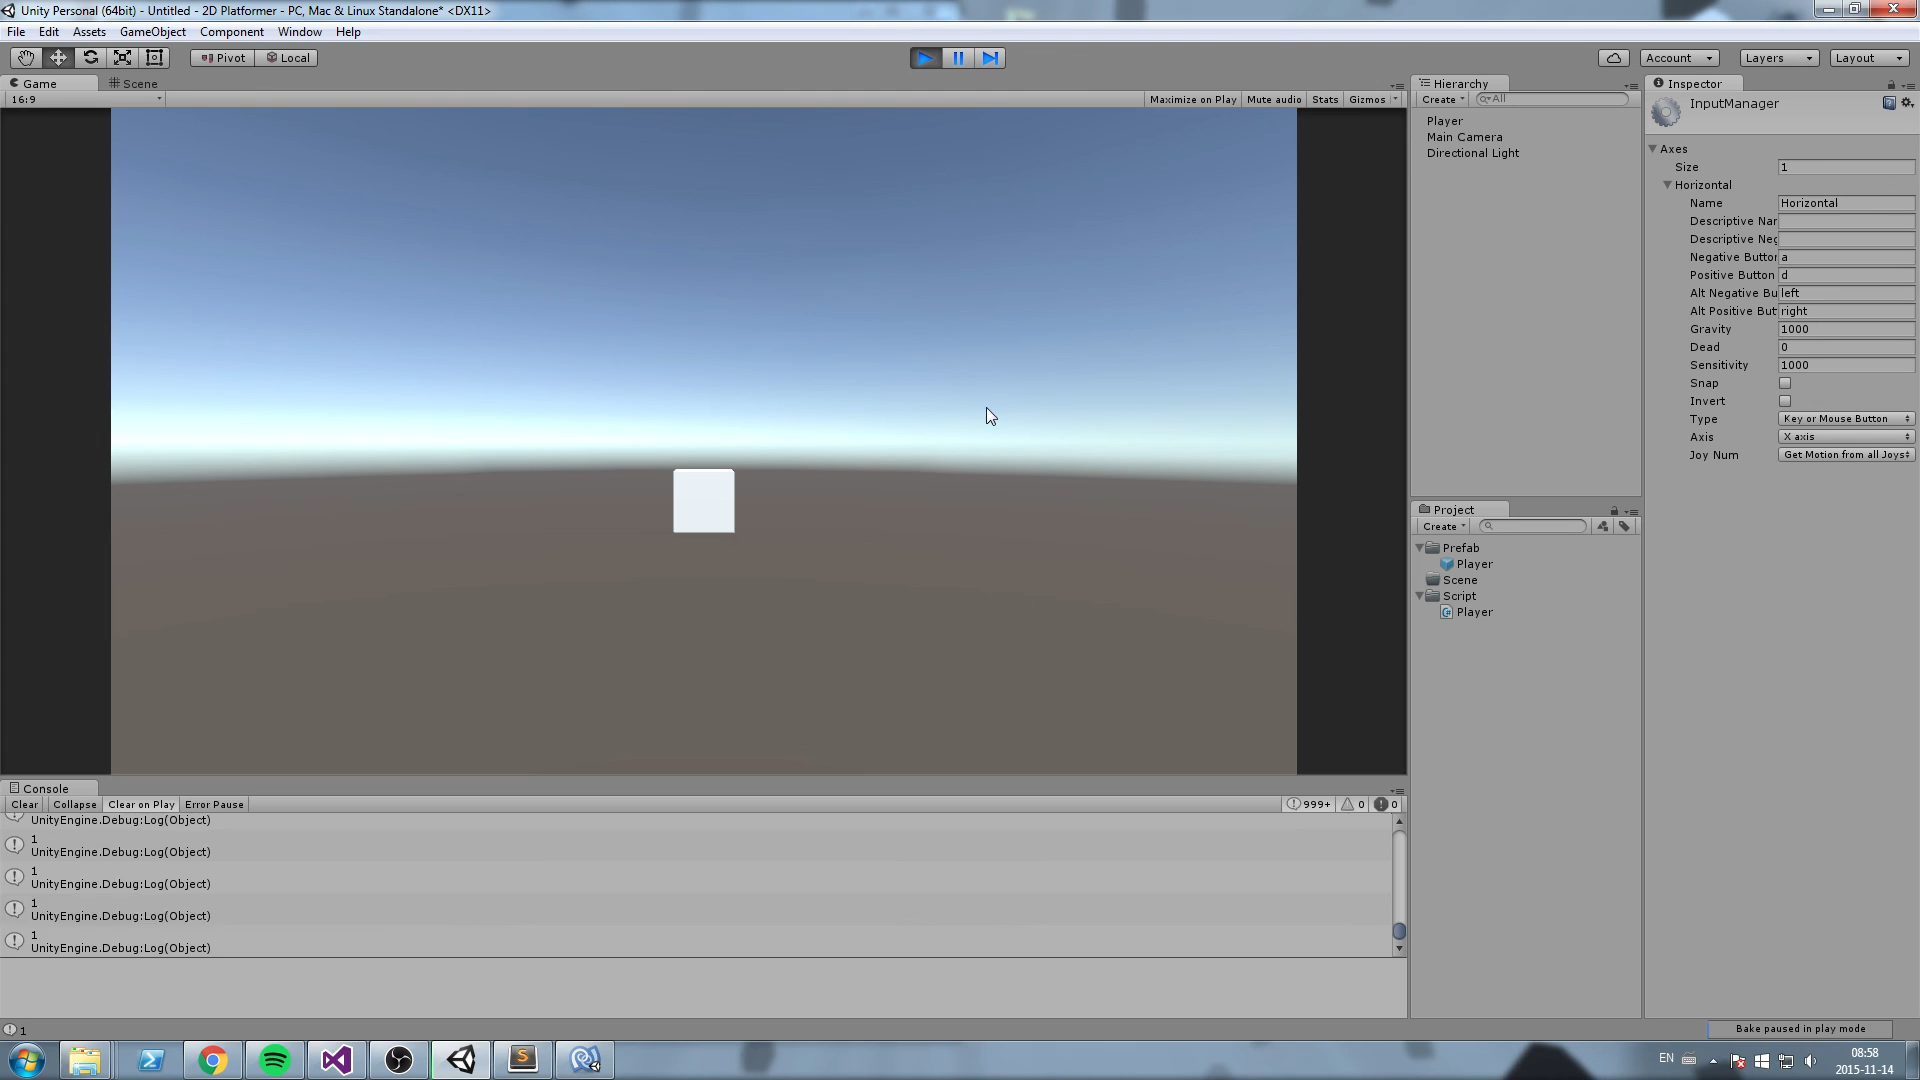 Unity Personal (64bit) - Untitled - 2D Platformer - PC, Mac & Linux Standalone* <DX11>
File Edit Assets GameObject Component Window Help
Pivot Local Account Layers Layout
Game Scene
16:9 Maximize on Play Mute audio Stats Gizmos
Hierarchy
Create All
Player
Main Camera
Directional Light
Project
Create
Prefab
Player
Scene
Script
Player
Inspector
InputManager
Axes
Size 1
Horizontal
Name Horizontal
Descriptive Nar
Descriptive Neg
Negative Button a
Positive Button d
Alt Negative Bu left
Alt Positive But right
Gravity 1000
Dead 0
Sensitivity 1000
Snap
Invert
Type Key or Mouse Button
Axis X axis
Joy Num Get Motion from all Joys
Console
Clear Collapse Clear on Play Error Pause 999+ 0 0
UnityEngine.Debug:Log(Object)
1
UnityEngine.Debug:Log(Object)
1
UnityEngine.Debug:Log(Object)
1
UnityEngine.Debug:Log(Object)
1
UnityEngine.Debug:Log(Object)
1
Bake paused in play mode
EN
08:58
2015-11-14